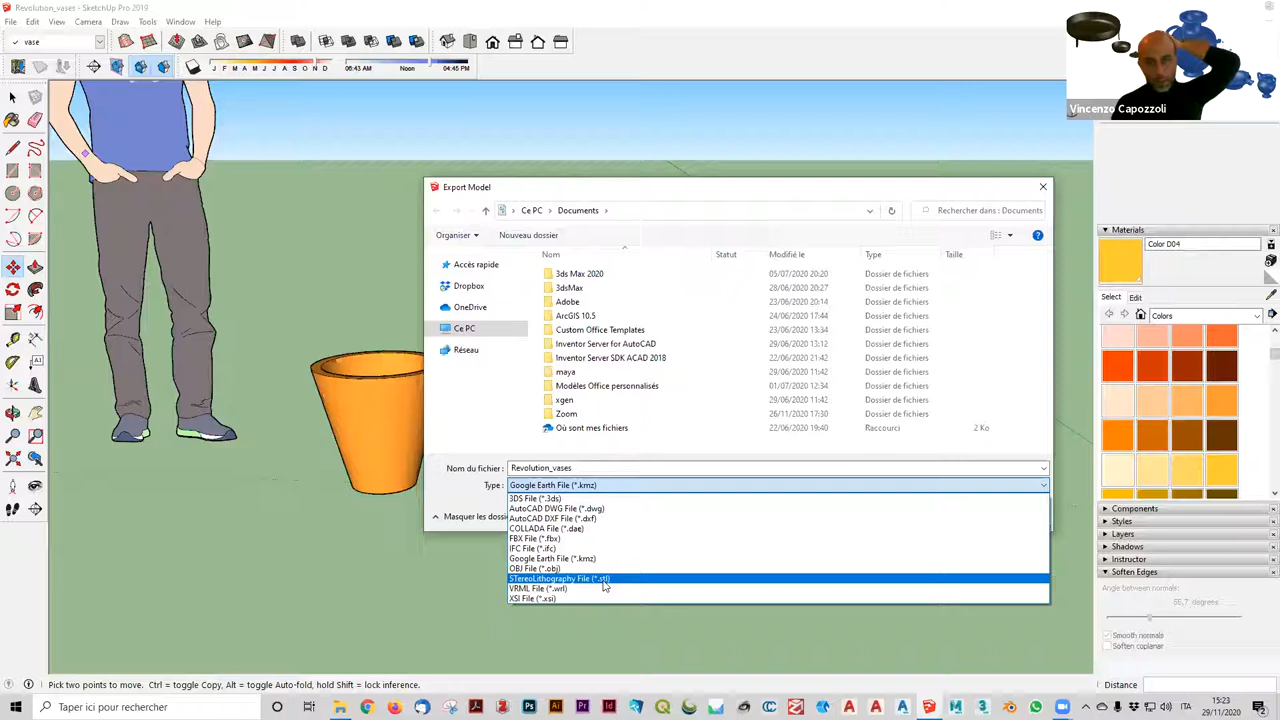 Revolution_vases - SketchUp Pro 2019
File Edit View Camera Draw Tools Window Help
vase
J F M A M J J A S O N D 06:43 AM Noon 04:45 PM
Vincenzo Capozzoli
Export Model
Ce PC > Documents >
Rechercher dans : Documents
Organiser Nouveau dossier
Nom Statut Modifié le Type Taille
Accès rapide
Dropbox
OneDrive
Ce PC
Réseau
3ds Max 2020 05/07/2020 20:20 Dossier de fichiers
3dsMax 28/06/2020 20:27 Dossier de fichiers
Adobe 23/06/2020 20:14 Dossier de fichiers
ArcGIS 10.5 24/06/2020 17:24 Dossier de fichiers
Custom Office Templates 23/06/2020 13:34 Dossier de fichiers
Inventor Server for AutoCAD 29/06/2020 13:21 Dossier de fichiers
Inventor Server SDK ACAD 2018 22/06/2020 21:42 Dossier de fichiers
maya 29/06/2020 11:42 Dossier de fichiers
Modèles Office personnalisés 01/07/2020 12:34 Dossier de fichiers
xgen 29/06/2020 11:42 Dossier de fichiers
Zoom 26/11/2020 17:30 Dossier de fichiers
Où sont mes fichiers 22/06/2020 19:40 Raccourci 2 Ko
Nom du fichier : Revolution_vases
Type : Google Earth File (*.kmz)
Masquer les dossi
3DS File (*.3ds)
AutoCAD DWG File (*.dwg)
AutoCAD DXF File (*.dxf)
COLLADA File (*.dae)
FBX File (*.fbx)
IFC File (*.ifc)
Google Earth File (*.kmz)
OBJ File (*.obj)
STereoLithography File (*.stl)
VRML File (*.wrl)
XSI File (*.xsi)
Materials
Color D04
Select Edit
Colors
Components
Styles
Layers
Shadows
Instructor
Soften Edges
Angle between normals:
55,7 degrees
Smooth normals
Soften coplanar
Pick two points to move. Ctrl = toggle Copy, Alt = toggle Auto-fold, hold Shift = lock inference.
Distance
Taper ici pour rechercher
ITA
15:23
29/11/2020